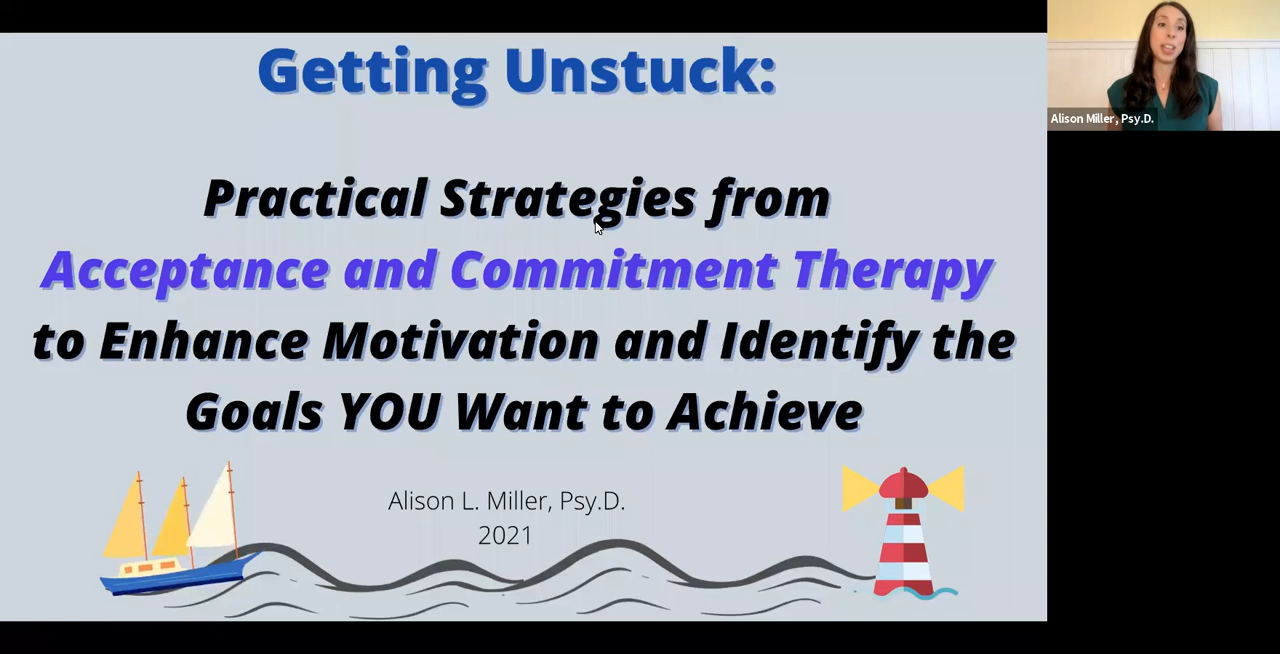 Getting Unstuck:
Practical Strategies from
Acceptance and Commitment Therapy
to Enhance Motivation and Identify the
Goals YOU Want to Achieve
Alison L. Miller, Psy.D.
2021
Alison Miller, Psy.D.